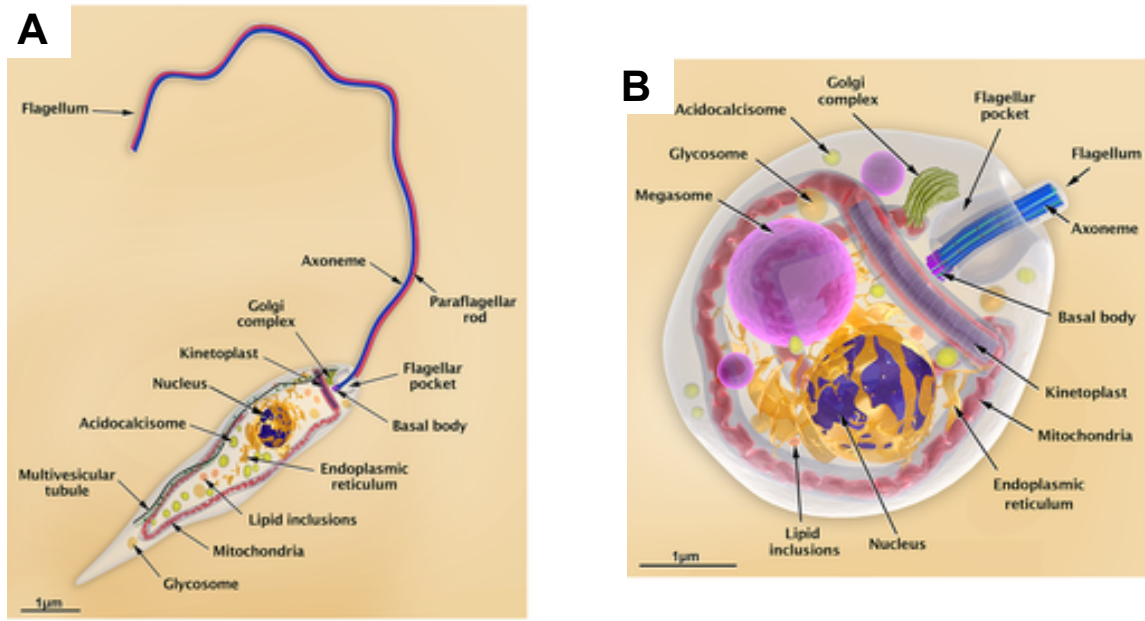 A
Flagellum
Axoneme
Paraflagellar
rod
Golgi
complex
Kinetoplast
Flagellar
pocket
Nucleus
Basal body
Acidocalcisome
Endoplasmic
reticulum
Multivesicular
tubule
Lipid inclusions
Mitochondria
Glycosome
1µm
B
Golgi
complex
Acidocalcisome
Flagellar
pocket
Glycosome
Flagellum
Megasome
Axoneme
Basal body
Kinetoplast
Mitochondria
Endoplasmic
reticulum
Lipid
inclusions
Nucleus
1µm